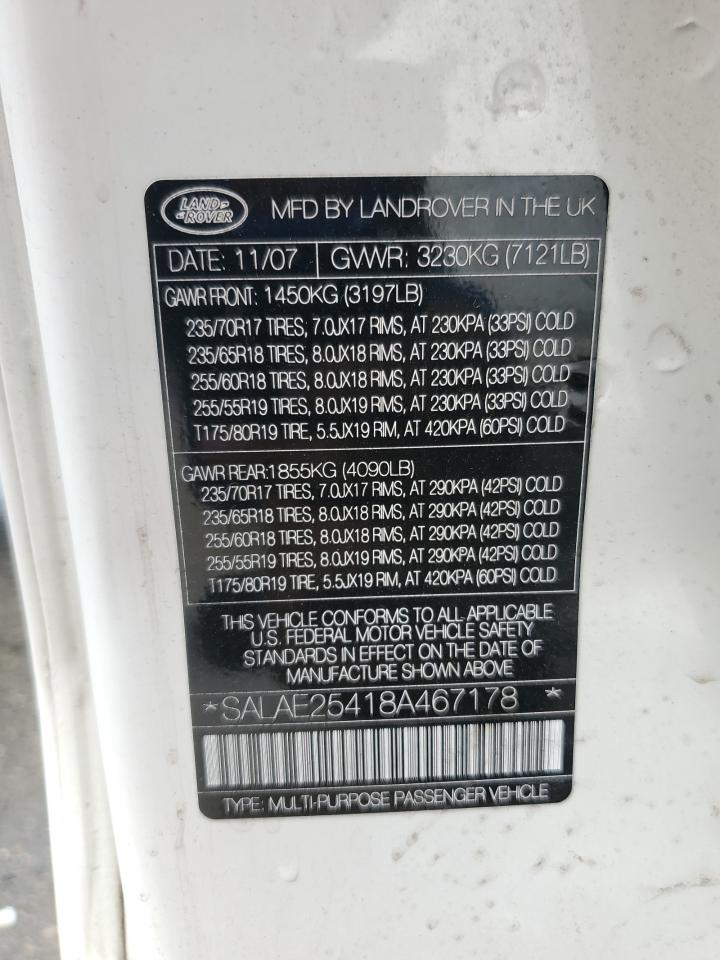 LAND ROVER
MFD BY LANDROVER IN THE UK
DATE: 11/07 GVWR: 3230KG (7121LB)
GAWR FRONT: 1450KG (3197LB)
235/70R17 TIRES, 7.0JX17 RIMS, AT 230KPA (33PSI) COLD
235/65R18 TIRES, 8.0JX18 RIMS, AT 230KPA (33PSI) COLD
255/60R18 TIRES, 8.0JX18 RIMS, AT 230KPA (33PSI) COLD
255/55R19 TIRES, 8.0JX19 RIMS, AT 230KPA (33PSI) COLD
T175/80R19 TIRE, 5.5JX19 RIM, AT 420KPA (60PSI) COLD
GAWR REAR:1855KG (4090LB)
235/70R17 TIRES, 7.0JX17 RIMS, AT 290KPA (42PSI) COLD
235/65R18 TIRES, 8.0JX18 RIMS, AT 290KPA (42PSI) COLD
255/60R18 TIRES, 8.0JX18 RIMS, AT 290KPA (42PSI) COLD
255/55R19 TIRES, 8.0JX19 RIMS, AT 290KPA (42PSI) COLD
T175/80R19 TIRE, 5.5JX19 RIM, AT 420KPA (60PSI) COLD
THIS VEHICLE CONFORMS TO ALL APPLICABLE
U.S. FEDERAL MOTOR VEHICLE SAFETY
STANDARDS IN EFFECT ON THE DATE OF
MANUFACTURE SHOWN ABOVE
*SALAE25418A467178 *
TYPE: MULTI-PURPOSE PASSENGER VEHICLE